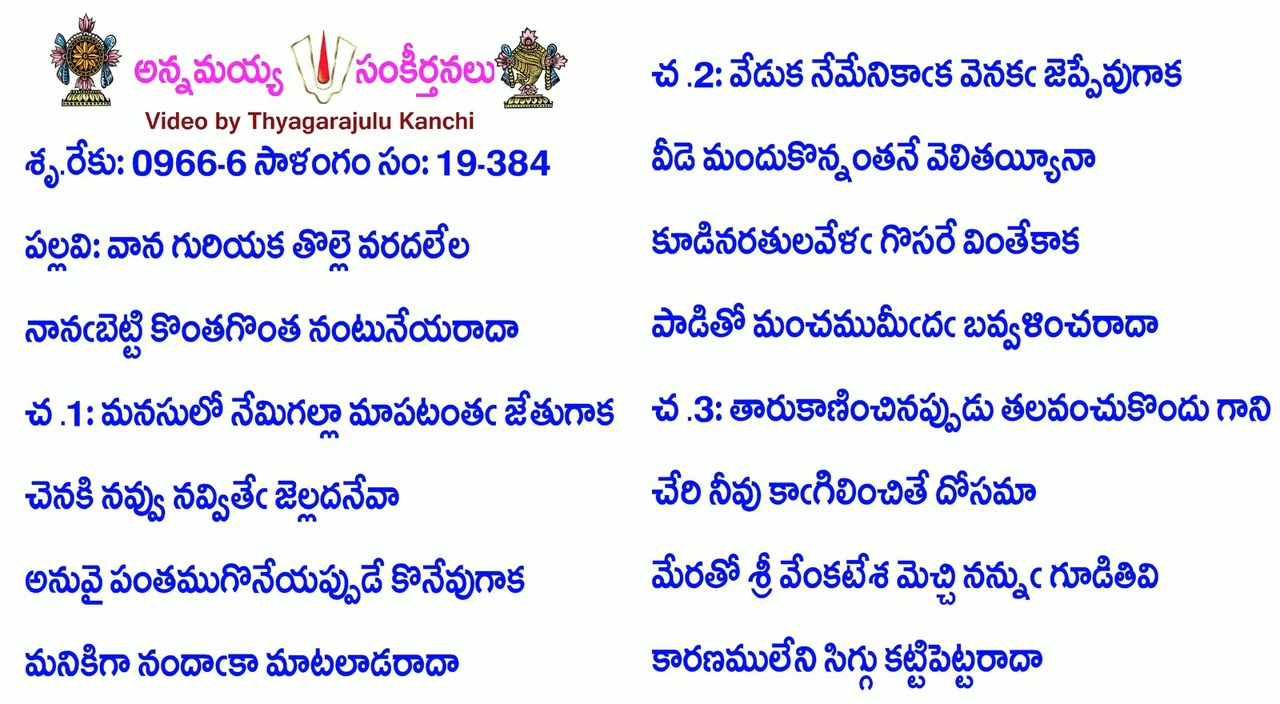 అన్నమయ్య సంకీర్తనలు
Video by Thyagarajulu Kanchi
శృ.రేకు: 0966-6 సాళంగం సం: 19-384
పల్లవి: వాన గురియక తొల్లె వరదలేల
నానఁబెట్టి కొంతగొంత నంటునేయరాదా
చ .1: మనసులో నేమిగల్లా మాపటంతఁ జేతుగాక
చెనకి నవ్వు నవ్వితేఁ జెల్లదనేవా
అనువై పంతముగొనేయప్పుడే కొనేవుగాక
మనికిగా నందాఁకా మాటలాడరాదా
చ .2: వేడుక నేమేనికాఁక వెనకఁ జెప్పేవుగాక
వీడె మందుకొన్నంతనే వెలితయ్యీనా
కూడినరతులవేళఁ గొసరే వింతేకాక
పాడితో మంచముమీఁదఁ బవ్వళించరాదా
చ .3: తారుకాణించినప్పుడు తలవంచుకొందు గాని
చేరి నీవు కాఁగిలించితే దోసమా
మేరతో శ్రీ వేంకటేశ మెచ్చి నన్నుఁ గూడితివి
కారణములేని సిగ్గు కట్టిపెట్టరాదా